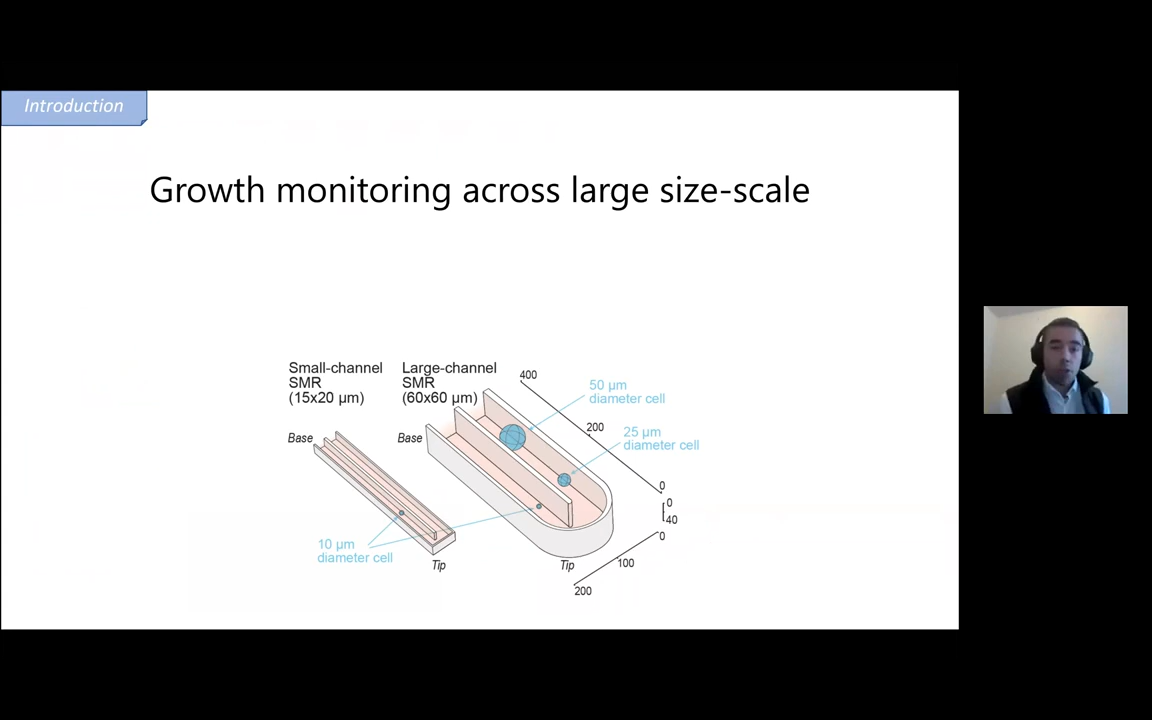 Introduction
Growth monitoring across large size-scale
Small-channel
SMR
(15x20 µm)
Large-channel
SMR
(60x60 µm)
400
50 µm
diameter cell
200
25 µm
diameter cell
Base
Base
0
0
40
0
10 µm
diameter cell
Tip
Tip
100
200